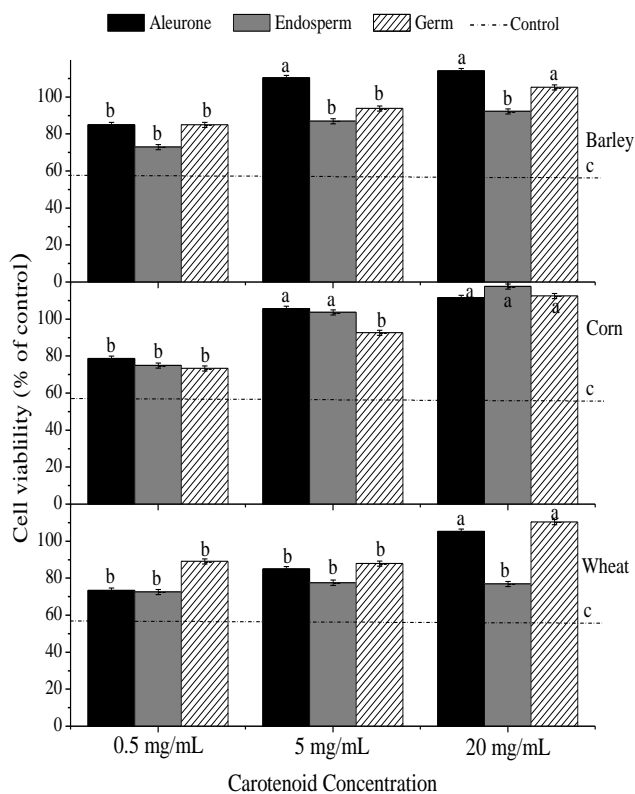 Aleurone Endosperm Germ Control
a a a
b b b b b b
100
80
60
40
20
0
Barley
c
a a a a a
b b b b
100
80
60
40
20
0
Corn
c
a a
b b b b b b b
100
80
60
40
20
0
Wheat
c
Cell viablility (% of control)
0.5 mg/mL 5 mg/mL 20 mg/mL
Carotenoid Concentration